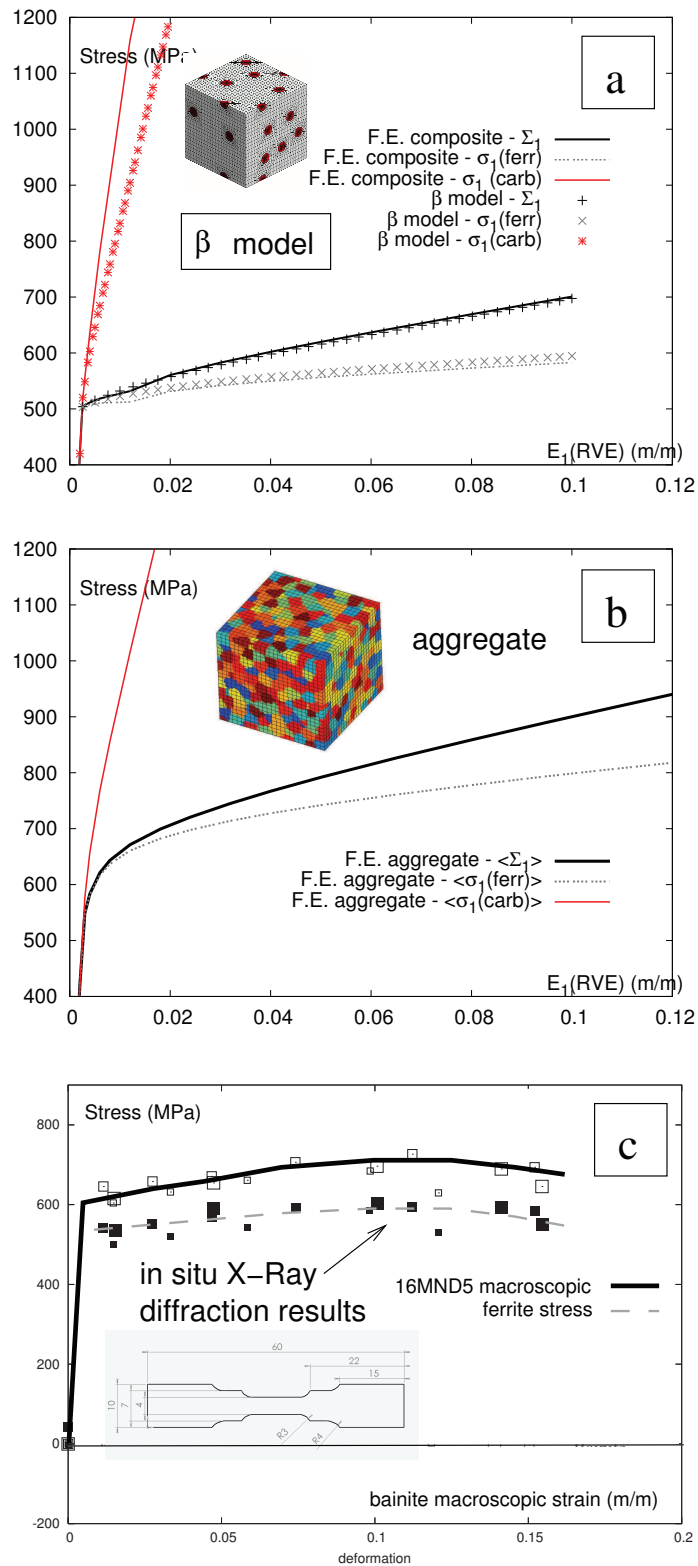 1200
Stress (MPa)
a
1100
1000
F.E. composite - Σ₁
F.E. composite - σ₁(ferr)
900
F.E. composite - σ₁ (carb)
β model - Σ₁
β model
β model - σ₁(ferr)
800
β model - σ₁(carb)
700
600
500
E₁(RVE) (m/m)
400
0 0.02 0.04 0.06 0.08 0.1 0.12
1200
Stress (MPa)
b
1100
aggregate
1000
900
800
700
F.E. aggregate - <Σ₁>
F.E. aggregate - <σ₁(ferr)>
600
F.E. aggregate - <σ₁(carb)>
500
E₁(RVE) (m/m)
400
0 0.02 0.04 0.06 0.08 0.1 0.12
Stress (MPa)
c
800
600
in situ X-Ray
diffraction results
16MND5 macroscopic
400
ferrite stress
60
22
15
200
10
7
4
R3
R4
0
bainite macroscopic strain (m/m)
-200
0 0.05 0.1 0.15 0.2
deformation